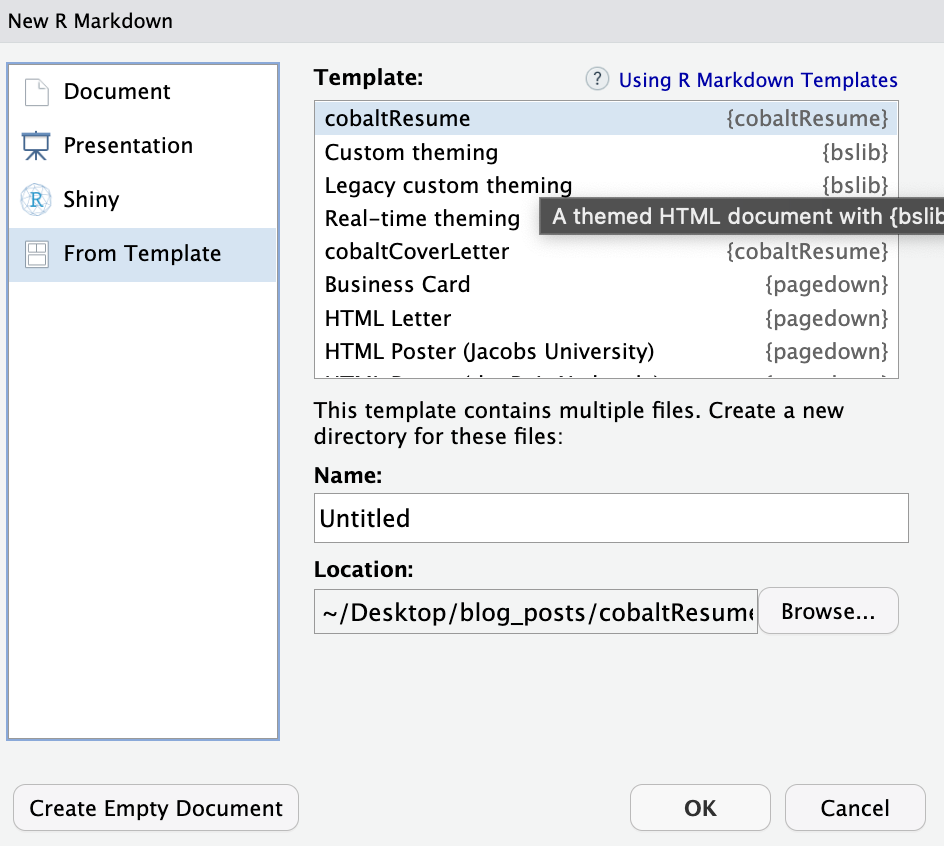 New R Markdown
Document
Presentation
Shiny
From Template
Template:
? Using R Markdown Templates
cobaltResume {cobaltResume}
Custom theming {bslib}
Legacy custom theming {bslib}
Real-time theming
A themed HTML document with {bslib
cobaltCoverLetter {cobaltResume}
Business Card {pagedown}
HTML Letter {pagedown}
HTML Poster (Jacobs University) {pagedown}
This template contains multiple files. Create a new
directory for these files:
Name:
Untitled
Location:
~/Desktop/blog_posts/cobaltResume
Browse...
Create Empty Document
OK
Cancel